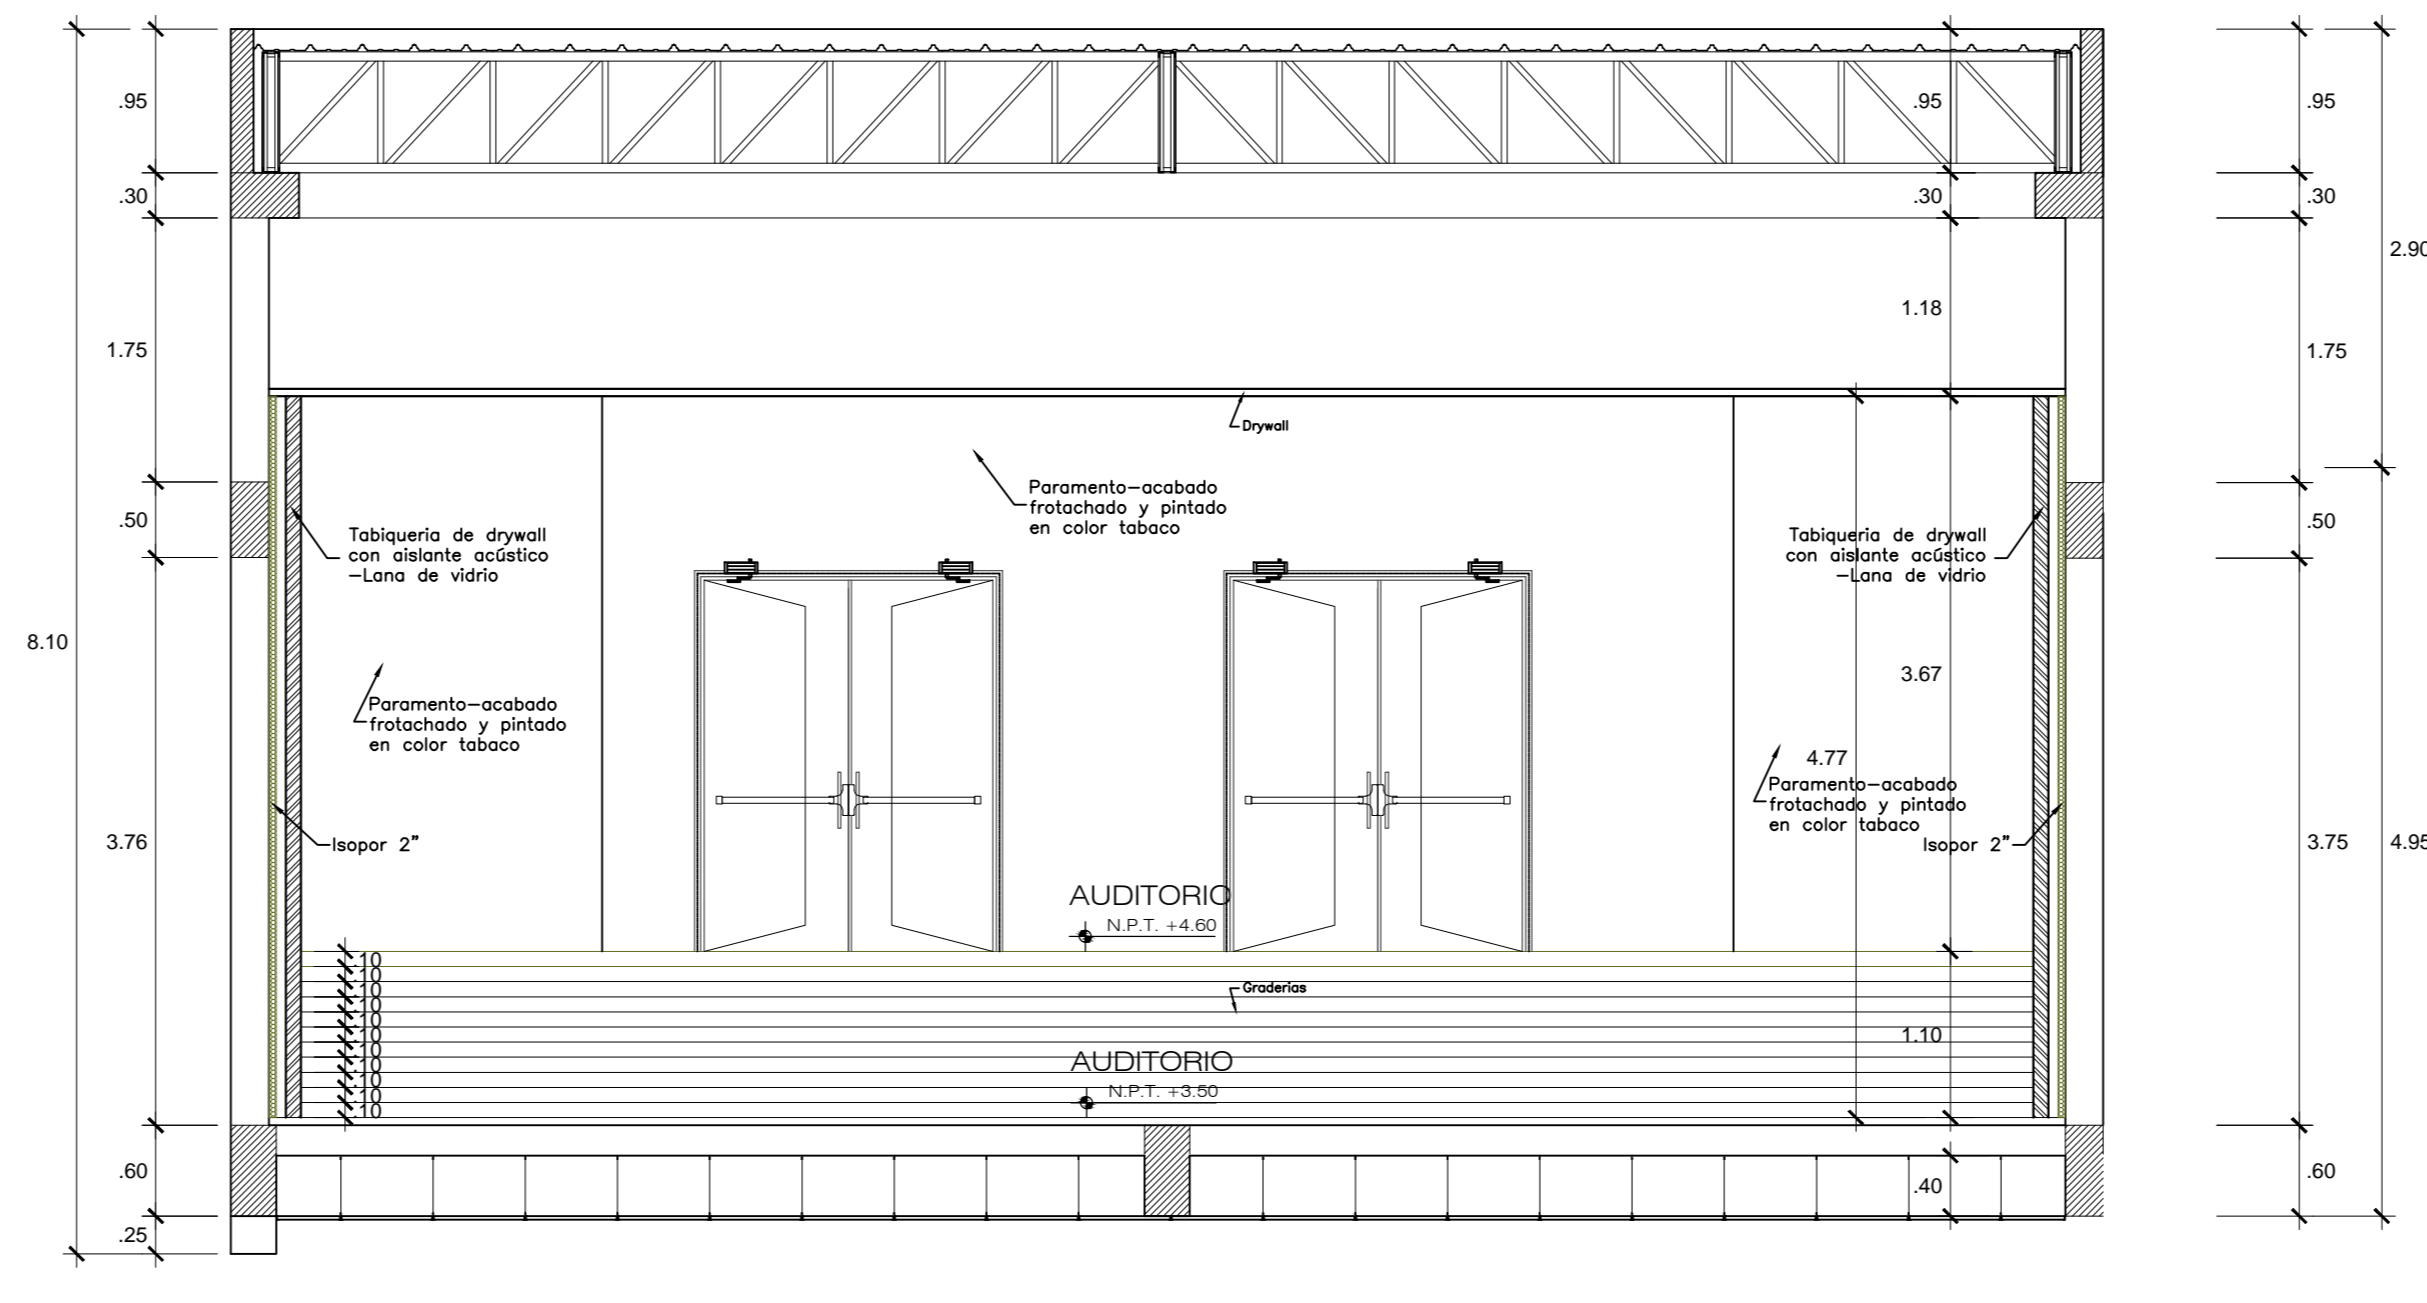 .95
.95
.95
.30
.30
.30
2.90
1.18
1.75
1.75
Drywall
Paramento-acabado
frotachado y pintado
en color tabaco
.50
.50
Tabiqueria de drywall
con aislante acústico
-Lana de vidrio
Tabiqueria de drywall
con aislante acústico
-Lana de vidrio
8.10
3.67
Paramento-acabado
frotachado y pintado
en color tabaco
4.77
Paramento-acabado
frotachado y pintado
en color tabaco
3.76
Isopor 2"
Isopor 2"
3.75
4.95
AUDITORIO
N.P.T. +4.60
.10
.10
.10
.10
.10
.10
.10
.10
.10
.10
.10
Graderias
1.10
AUDITORIO
N.P.T. +3.50
.60
.40
.60
.25